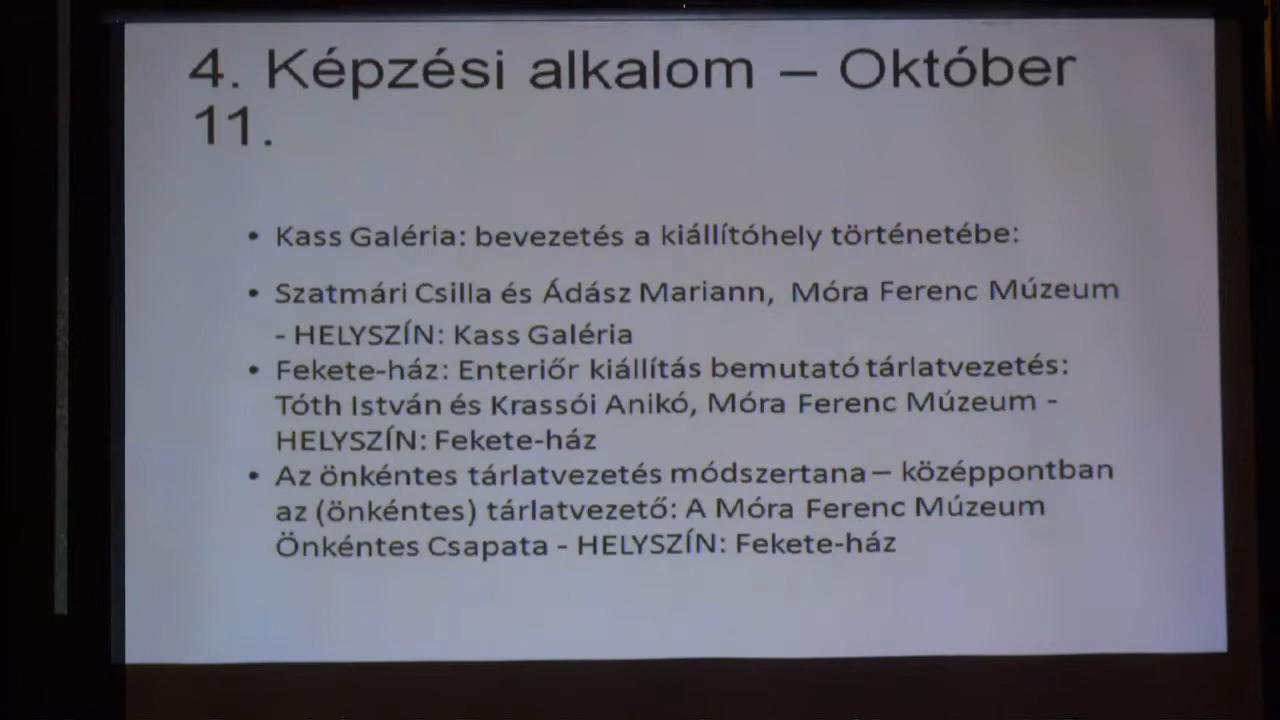 4. Képzési alkalom – Október
11.
• Kass Galéria: bevezetés a kiállítóhely történetébe:
• Szatmári Csilla és Ádász Mariann, Móra Ferenc Múzeum
- HELYSZÍN: Kass Galéria
• Fekete-ház: Enteriőr kiállítás bemutató tárlatvezetés:
Tóth István és Krassói Anikó, Móra Ferenc Múzeum -
HELYSZÍN: Fekete-ház
• Az önkéntes tárlatvezetés módszertana – középpontban
az (önkéntes) tárlatvezető: A Móra Ferenc Múzeum
Önkéntes Csapata - HELYSZÍN: Fekete-ház